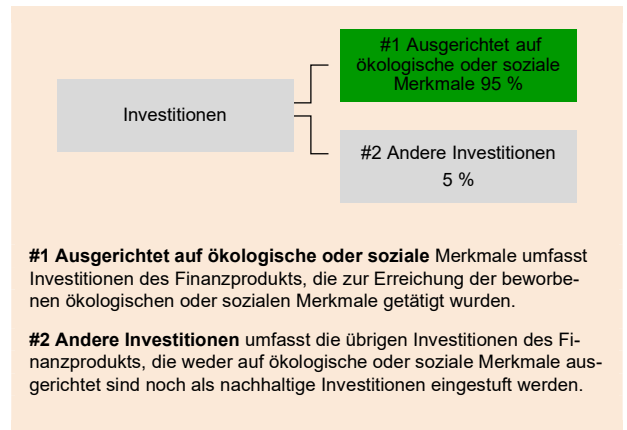 #1 Ausgerichtet auf
ökologische oder soziale
Merkmale 95 %
Investitionen
#2 Andere Investitionen
5 %
#1 Ausgerichtet auf ökologische oder soziale Merkmale umfasst
Investitionen des Finanzprodukts, die zur Erreichung der beworbe-
nen ökologischen oder sozialen Merkmale getätigt wurden.
#2 Andere Investitionen umfasst die übrigen Investitionen des Fi-
nanzprodukts, die weder auf ökologische oder soziale Merkmale aus-
gerichtet sind noch als nachhaltige Investitionen eingestuft werden.